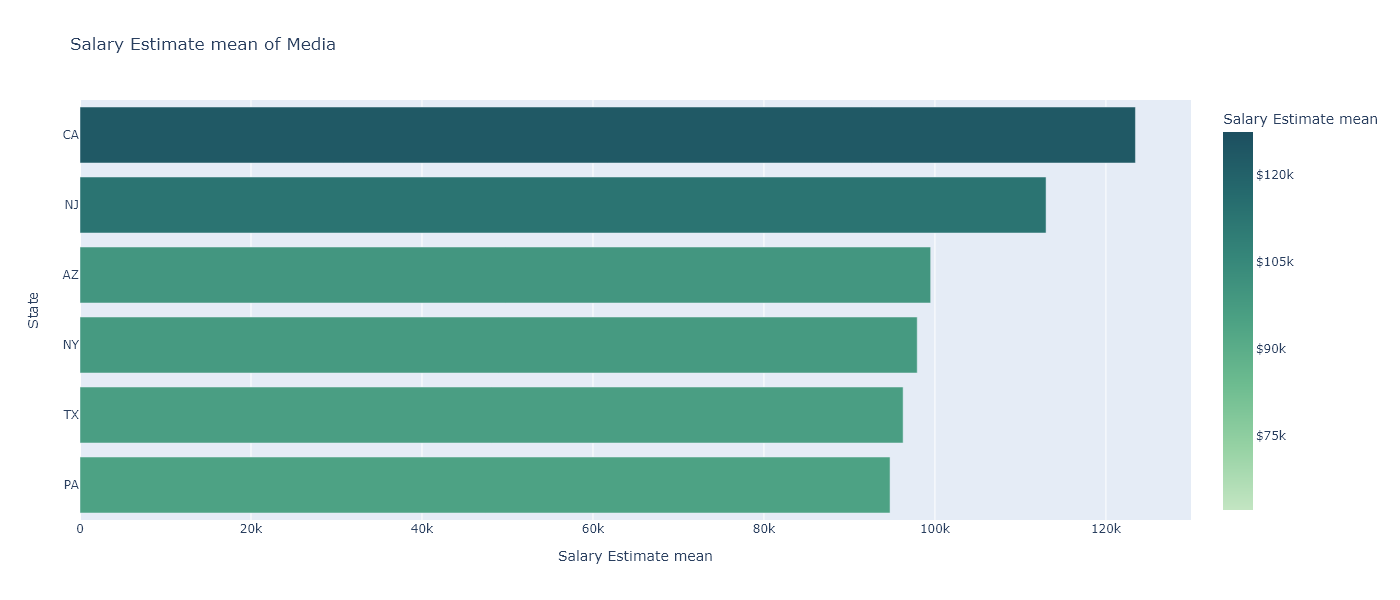 Salary Estimate mean of Media
Salary Estimate mean
CA
NJ
AZ
NY
TX
PA
State
0 20k 40k 60k 80k 100k 120k
Salary Estimate mean
$120k
$105k
$90k
$75k